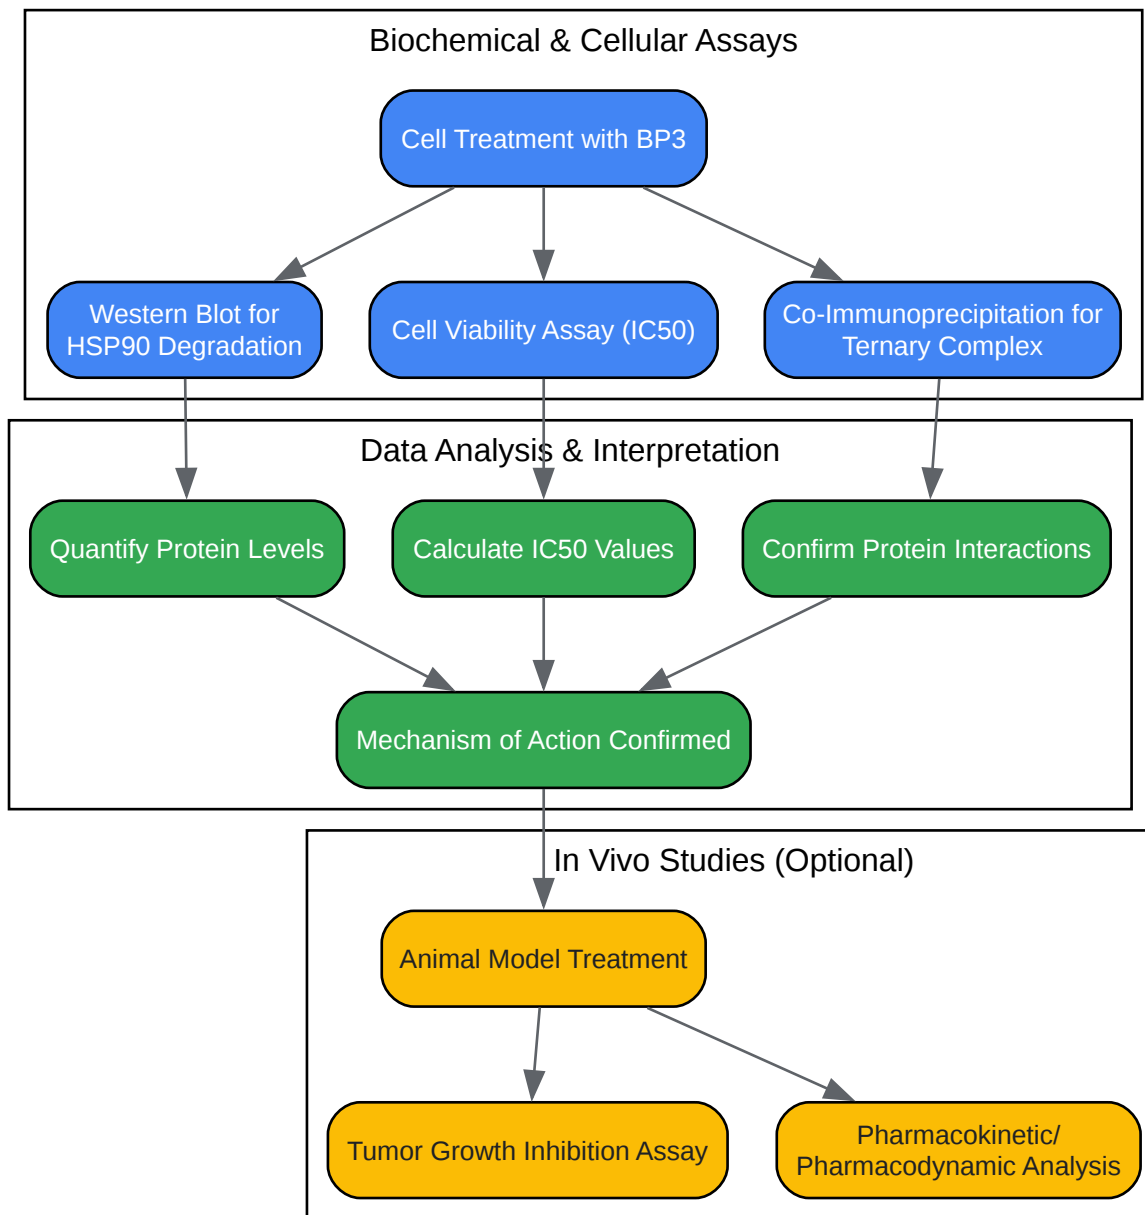 Biochemical & Cellular Assays
Cell Treatment with BP3
Western Blot for
HSP90 Degradation
Cell Viability Assay (IC50)
Co-Immunoprecipitation for
Ternary Complex
Data Analysis & Interpretation
Quantify Protein Levels
Calculate IC50 Values
Confirm Protein Interactions
Mechanism of Action Confirmed
In Vivo Studies (Optional)
Animal Model Treatment
Tumor Growth Inhibition Assay
Pharmacokinetic/
Pharmacodynamic Analysis